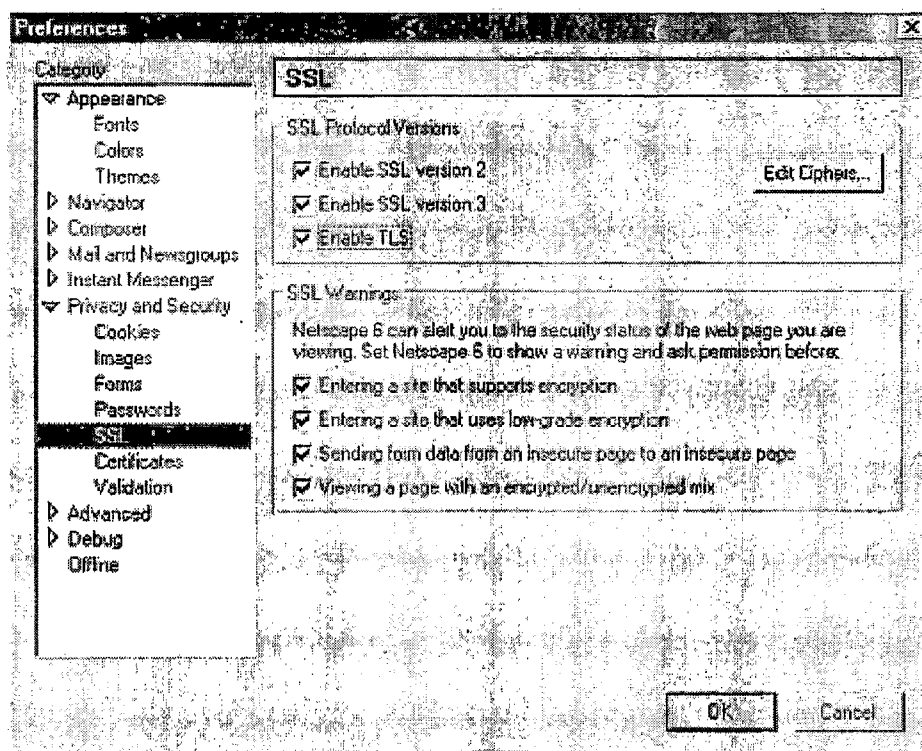 Preferences
Category
Appearance
Fonts
Colors
Themes
Navigator
Composer
Mail and Newsgroups
Instant Messenger
Privacy and Security
Cookies
Images
Forms
Passwords
SSL
Certificates
Validation
Advanced
Debug
Offline
SSL
SSL Protocol Versions
Enable SSL version 2
Edit Ciphers...
Enable SSL version 3
Enable TLS
SSL Warnings
Netscape 6 can alert you to the security status of the web page you are
viewing. Set Netscape 6 to show a warning and ask permission before:
Entering a site that supports encryption
Entering a site that uses low-grade encryption
Sending form data from an insecure page to an insecure page
Viewing a page with an encrypted/unencrypted mix
OK
Cancel